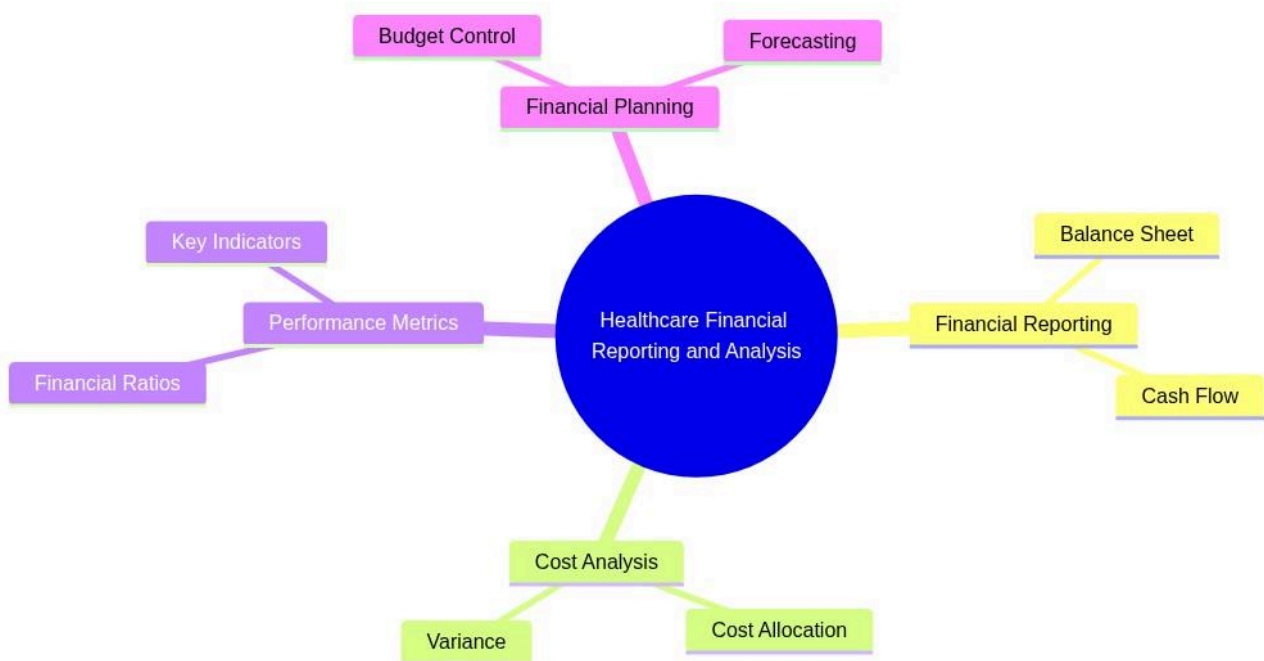 Budget Control
Forecasting
Financial Planning
Key Indicators
Performance Metrics
Financial Ratios
Healthcare Financial
Reporting and Analysis
Balance Sheet
Financial Reporting
Cash Flow
Cost Analysis
Variance
Cost Allocation